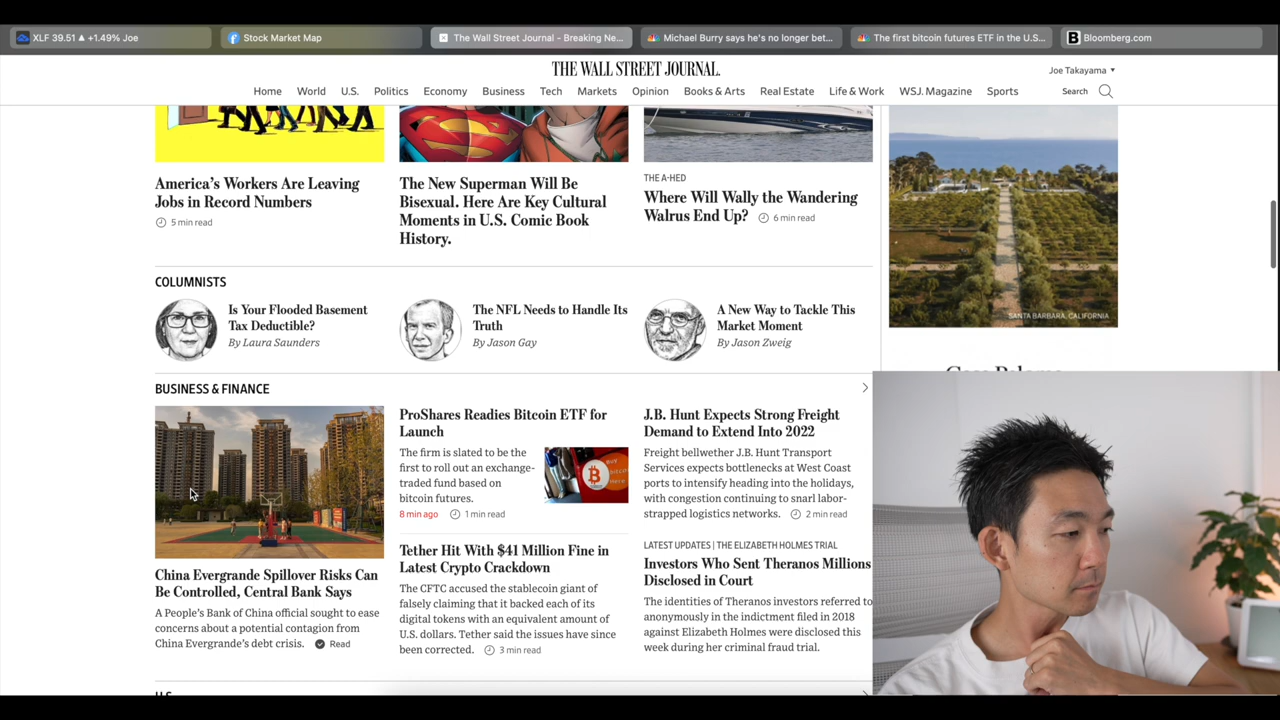 XLF 39.51 ▲ +1.49% Joe
Stock Market Map
The Wall Street Journal - Breaking Ne...
Michael Burry says he's no longer bet...
The first bitcoin futures ETF in the U.S...
B Bloomberg.com
THE WALL STREET JOURNAL.
Joe Takayama
Home World U.S. Politics Economy Business Tech Markets Opinion Books & Arts Real Estate Life & Work WSJ. Magazine Sports
Search
America's Workers Are Leaving
Jobs in Record Numbers
5 min read
The New Superman Will Be
Bisexual. Here Are Key Cultural
Moments in U.S. Comic Book
History.
THE A-HED
Where Will Wally the Wandering
Walrus End Up? 6 min read
SANTA BARBARA, CALIFORNIA
COLUMNISTS
Is Your Flooded Basement
Tax Deductible?
By Laura Saunders
The NFL Needs to Handle Its
Truth
By Jason Gay
A New Way to Tackle This
Market Moment
By Jason Zweig
BUSINESS & FINANCE
China Evergrande Spillover Risks Can
Be Controlled, Central Bank Says
A People's Bank of China official sought to ease
concerns about a potential contagion from
China Evergrande's debt crisis. Read
ProShares Readies Bitcoin ETF for
Launch
The firm is slated to be the
first to roll out an exchange-
traded fund based on
bitcoin futures.
8 min ago 1 min read
Tether Hit With $41 Million Fine in
Latest Crypto Crackdown
The CFTC accused the stablecoin giant of
falsely claiming that it backed each of its
digital tokens with an equivalent amount of
U.S. dollars. Tether said the issues have since
been corrected. 3 min read
J.B. Hunt Expects Strong Freight
Demand to Extend Into 2022
Freight bellwether J.B. Hunt Transport
Services expects bottlenecks at West Coast
ports to intensify heading into the holidays,
with congestion continuing to snarl labor-
strapped logistics networks. 2 min read
LATEST UPDATES | THE ELIZABETH HOLMES TRIAL
Investors Who Sent Theranos Millions
Disclosed in Court
The identities of Theranos investors referred to
anonymously in the indictment filed in 2018
against Elizabeth Holmes were disclosed this
week during her criminal fraud trial.